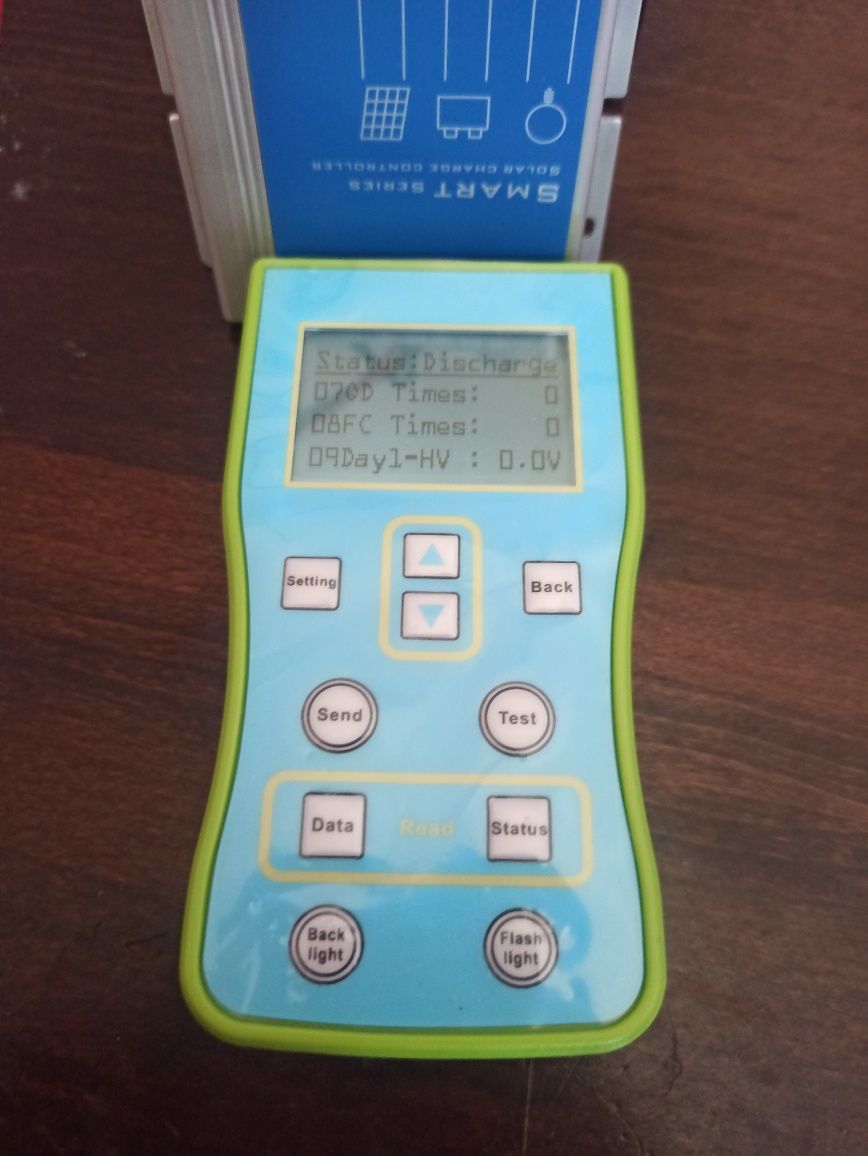 SMART SERIES
SOLAR CHARGE CONTROLLER
Status:Discharge
07OD Times: 0
08FC Times: 0
09Day1-HV : 0.0V
Setting
Back
Send
Test
Data
Read
Status
Back
light
Flash
light